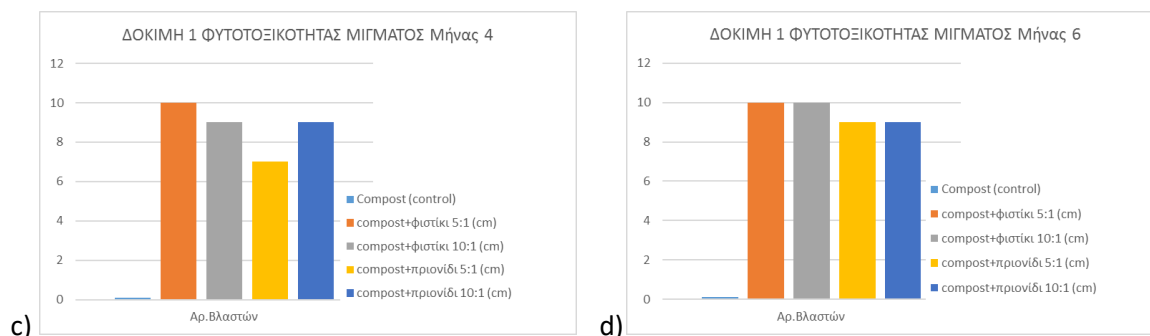 ΔΟΚΙΜΗ 1 ΦΥΤΟΤΟΞΙΚΟΤΗΤΑΣ ΜΙΓΜΑΤΟΣ Μήνας 4
12
10
8
6
4
2
0
Αρ.Βλαστών
Compost (control)
compost+φιστίκι 5:1 (cm)
compost+φιστίκι 10:1 (cm)
compost+πριονίδι 5:1 (cm)
compost+πριονίδι 10:1 (cm)
c)
ΔΟΚΙΜΗ 1 ΦΥΤΟΤΟΞΙΚΟΤΗΤΑΣ ΜΙΓΜΑΤΟΣ Μήνας 6
12
10
8
6
4
2
0
Αρ.Βλαστών
Compost (control)
compost+φιστίκι 5:1 (cm)
compost+φιστίκι 10:1 (cm)
compost+πριονίδι 5:1 (cm)
compost+πριονίδι 10:1 (cm)
d)